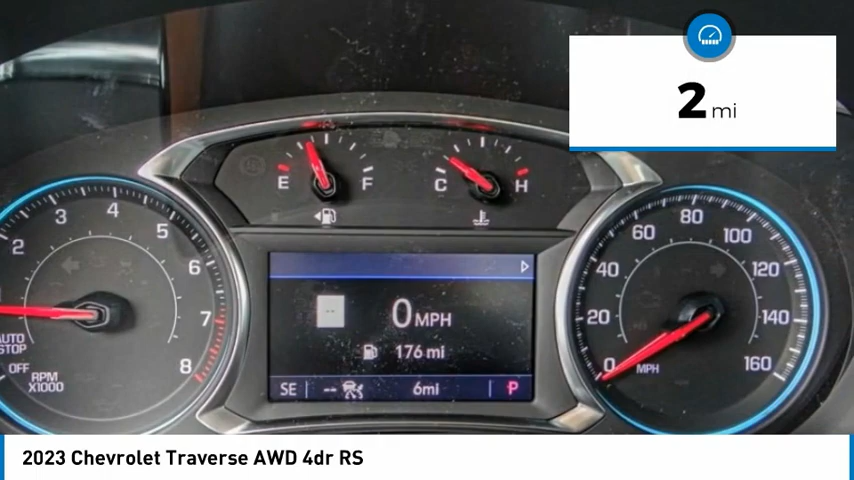 2 mi
E F
C H
3 4 5
2 6
7
8
AUTO
STOP
OFF
RPM
X1000
0 MPH
176 mi
SE -- 6mi P
0 20 40 60 80 100 120 140 160
MPH
2023 Chevrolet Traverse AWD 4dr RS